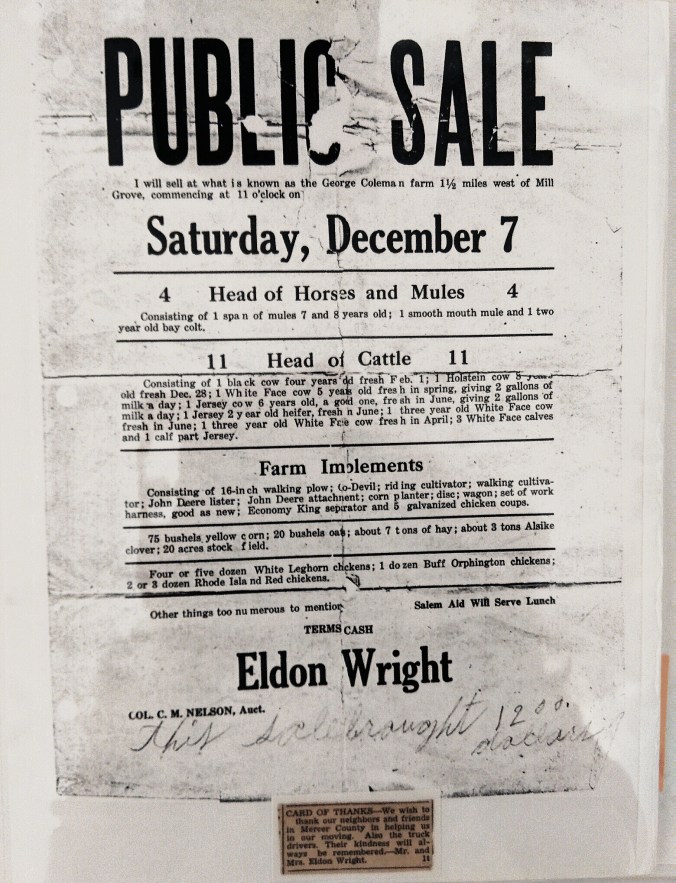 PUBLIC SALE
I will sell at what is known as the George Coleman farm 1½ miles west of Mill
Grove, commencing at 11 o'clock on
Saturday, December 7
4 Head of Horses and Mules 4
Consisting of 1 span of mules 7 and 8 years old; 1 smooth mouth mule and 1 two
year old bay colt.
11 Head of Cattle 11
Consisting of 1 black cow four years old fresh Feb. 1; 1 Holstein cow 8 years
old fresh Dec. 28; 1 White Face cow 5 years old fresh in spring, giving 2 gallons of
milk a day; 1 Jersey cow 6 years old, a good one, fresh in June, giving 2 gallons of
milk a day; 1 Jersey 2 year old heifer, fresh in June; 1 three year old White Face cow
fresh in June; 1 three year old White Face cow fresh in April; 3 White Face calves
and 1 calf part Jersey.
Farm Implements
Consisting of 16-inch walking plow; Go-Devil; riding cultivator; walking cultiva-
tor; John Deere lister; John Deere attachment; corn planter; disc; wagon; set of work
harness, good as new; Economy King seperator and 5 galvanized chicken coups.
75 bushels yellow corn; 20 bushels oats; about 7 tons of hay; about 3 tons Alsike
clover; 20 acres stock field.
Four or five dozen White Leghorn chickens; 1 dozen Buff Orphington chickens;
2 or 3 dozen Rhode Island Red chickens.
Other things too numerous to mention Salem Aid Will Serve Lunch
TERMS CASH
Eldon Wright
COL. C. M. NELSON, Auct.
this sale brought 1200.
dollars
CARD OF THANKS—We wish to
thank our neighbors and friends
in Mercer County in helping us
in our moving. Also the truck
drivers. Their kindness will al-
ways be remembered.—Mr. and
Mrs. Eldon Wright. 1t